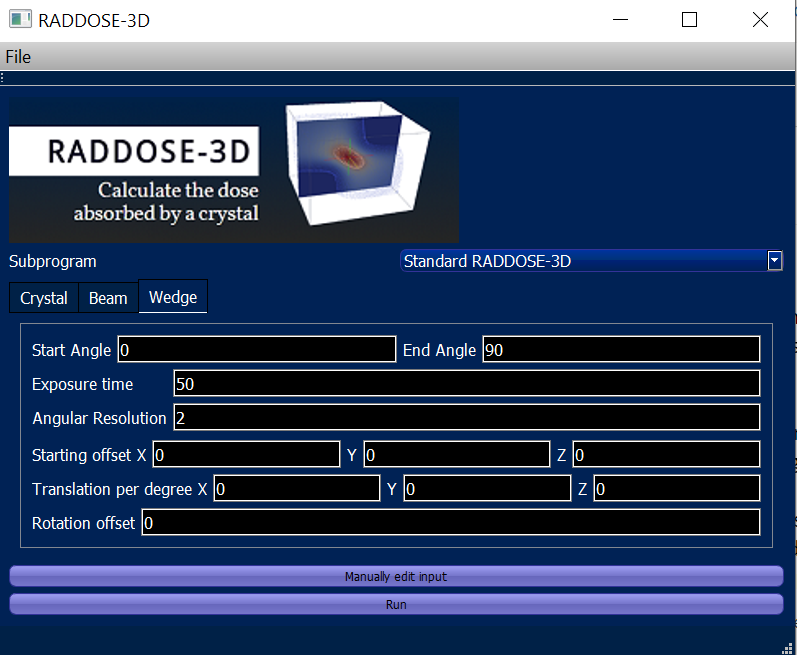 RADDOSE-3D
File
RADDOSE-3D
Calculate the dose
absorbed by a crystal
Subprogram Standard RADDOSE-3D
Crystal Beam Wedge
Start Angle 0 End Angle 90
Exposure time 50
Angular Resolution 2
Starting offset X 0 Y 0 Z 0
Translation per degree X 0 Y 0 Z 0
Rotation offset 0
Manually edit input
Run